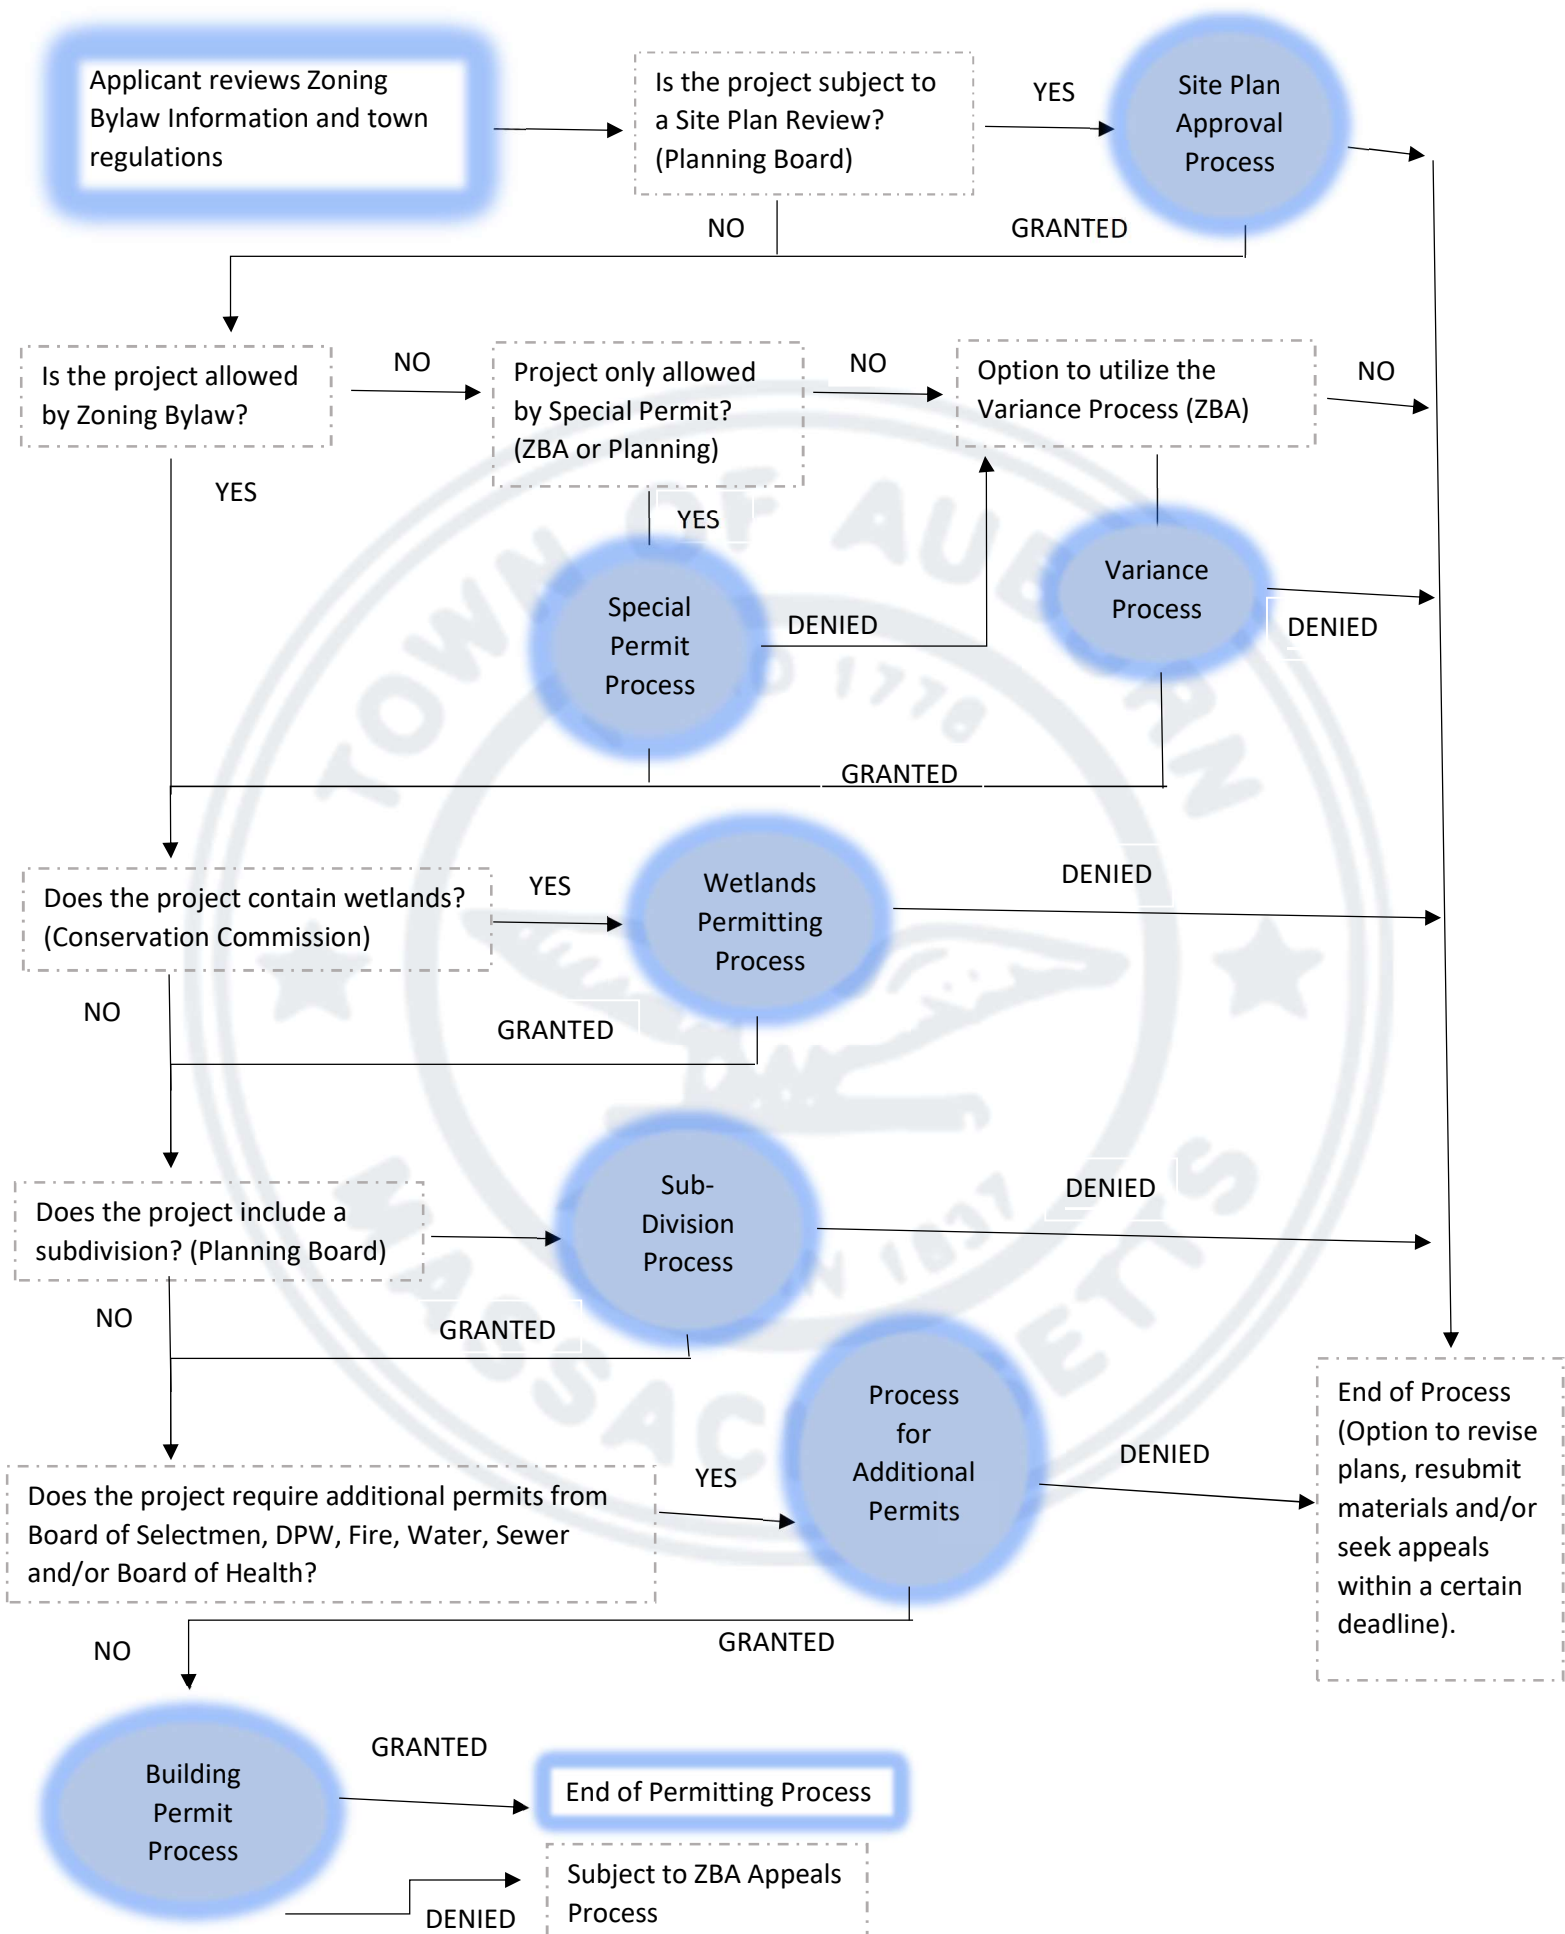 Applicant reviews Zoning
Bylaw Information and town
regulations
Is the project subject to
a Site Plan Review?
(Planning Board)
YES
Site Plan
Approval
Process
NO
GRANTED
Is the project allowed
by Zoning Bylaw?
NO
Project only allowed
by Special Permit?
(ZBA or Planning)
NO
Option to utilize the
Variance Process (ZBA)
NO
YES
YES
Special
Permit
Process
DENIED
Variance
Process
DENIED
GRANTED
Does the project contain wetlands?
(Conservation Commission)
YES
Wetlands
Permitting
Process
DENIED
NO
GRANTED
Does the project include a
subdivision? (Planning Board)
Sub-
Division
Process
DENIED
NO
GRANTED
Does the project require additional permits from
Board of Selectmen, DPW, Fire, Water, Sewer
and/or Board of Health?
YES
Process
for
Additional
Permits
DENIED
End of Process
(Option to revise
plans, resubmit
materials and/or
seek appeals
within a certain
deadline).
NO
GRANTED
Building
Permit
Process
GRANTED
End of Permitting Process
DENIED
Subject to ZBA Appeals
Process
TOWN OF AUBURN
1778
1837